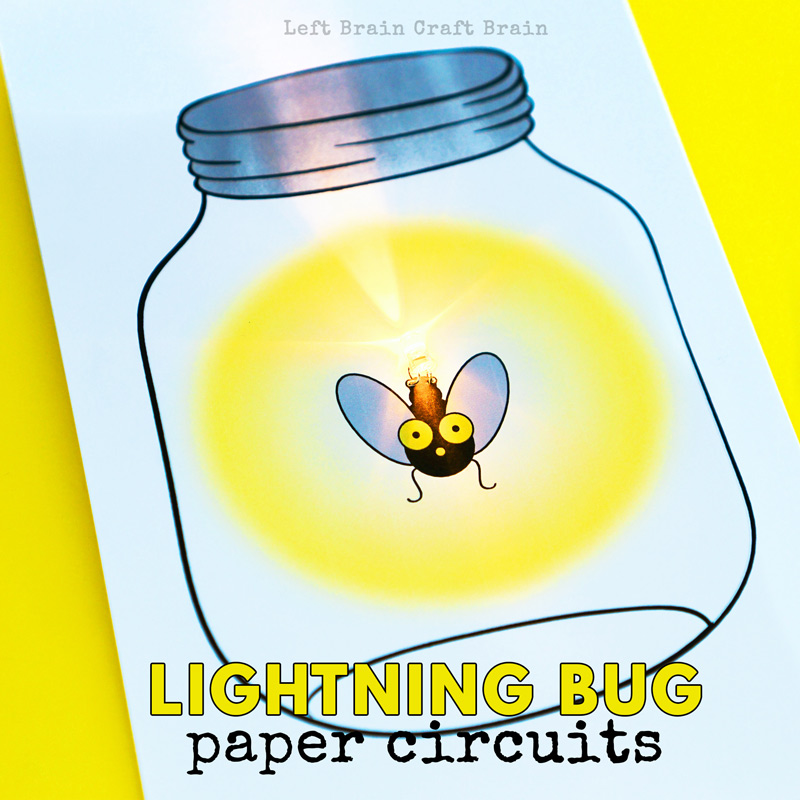 Left Brain Craft Brain
LIGHTNING BUG
paper circuits